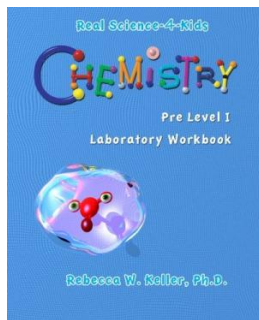 Real Science-4-Kids
CHEMISTRY
Pre Level I
Laboratory Workbook
Rebecca W. Keller, Ph.D.